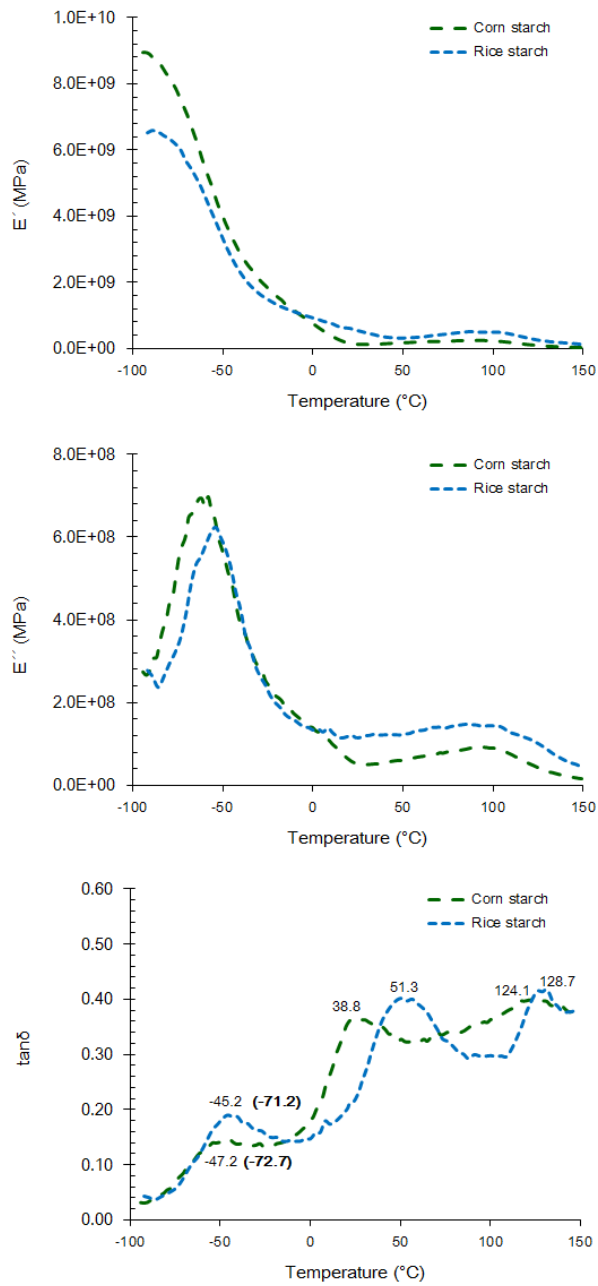 1.0E+10
Corn starch
Rice starch
8.0E+09
6.0E+09
E´ (MPa)
4.0E+09
2.0E+09
0.0E+00
-100 -50 0 50 100 150
Temperature (°C)
8.0E+08
Corn starch
Rice starch
6.0E+08
E´´ (MPa)
4.0E+08
2.0E+08
0.0E+00
-100 -50 0 50 100 150
Temperature (°C)
0.60
Corn starch
Rice starch
0.50
51.3
128.7
124.1
38.8
0.40
tanδ
0.30
0.20
-45.2 (-71.2)
-47.2 (-72.7)
0.10
0.00
-100 -50 0 50 100 150
Temperature (°C)